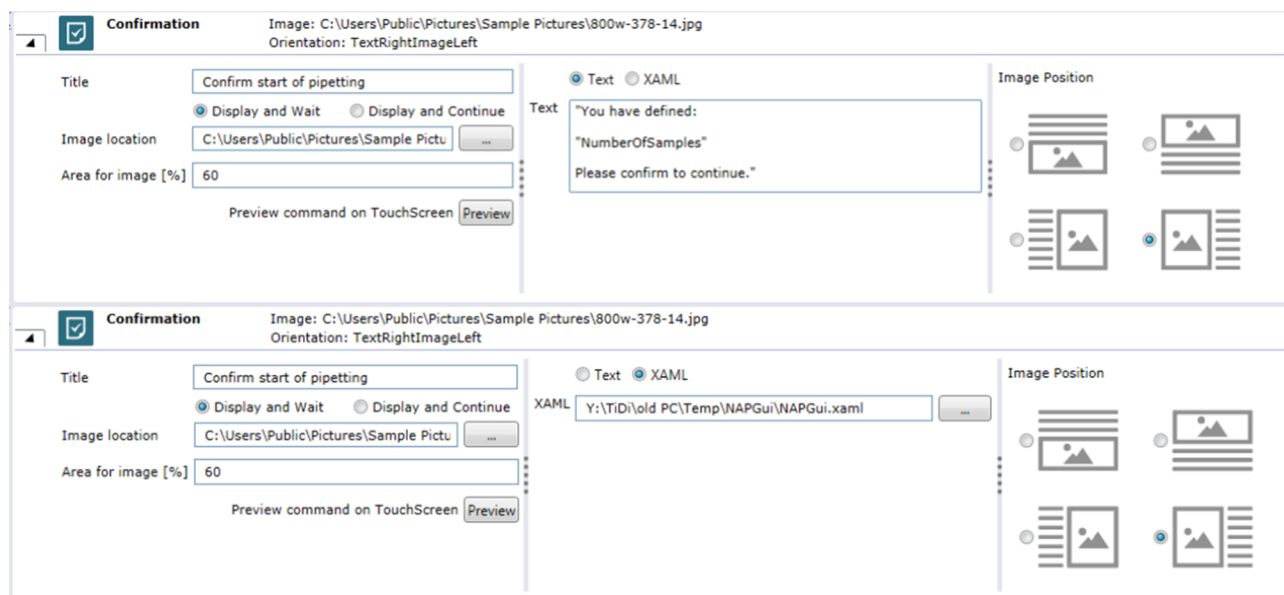 Confirmation
Image: C:\Users\Public\Pictures\Sample Pictures\800w-378-14.jpg
Orientation: TextRightImageLeft
Title
Confirm start of pipetting
Display and Wait
Display and Continue
Image location
C:\Users\Public\Pictures\Sample Pictu
...
Area for image [%]
60
Preview command on TouchScreen
Preview
Text
XAML
Text
"You have defined:
"NumberOfSamples"
Please confirm to continue."
Image Position
Confirmation
Image: C:\Users\Public\Pictures\Sample Pictures\800w-378-14.jpg
Orientation: TextRightImageLeft
Title
Confirm start of pipetting
Display and Wait
Display and Continue
Image location
C:\Users\Public\Pictures\Sample Pictu
...
Area for image [%]
60
Preview command on TouchScreen
Preview
Text
XAML
XAML
Y:\TiDi\old PC\Temp\NAPGui\NAPGui.xaml
...
Image Position